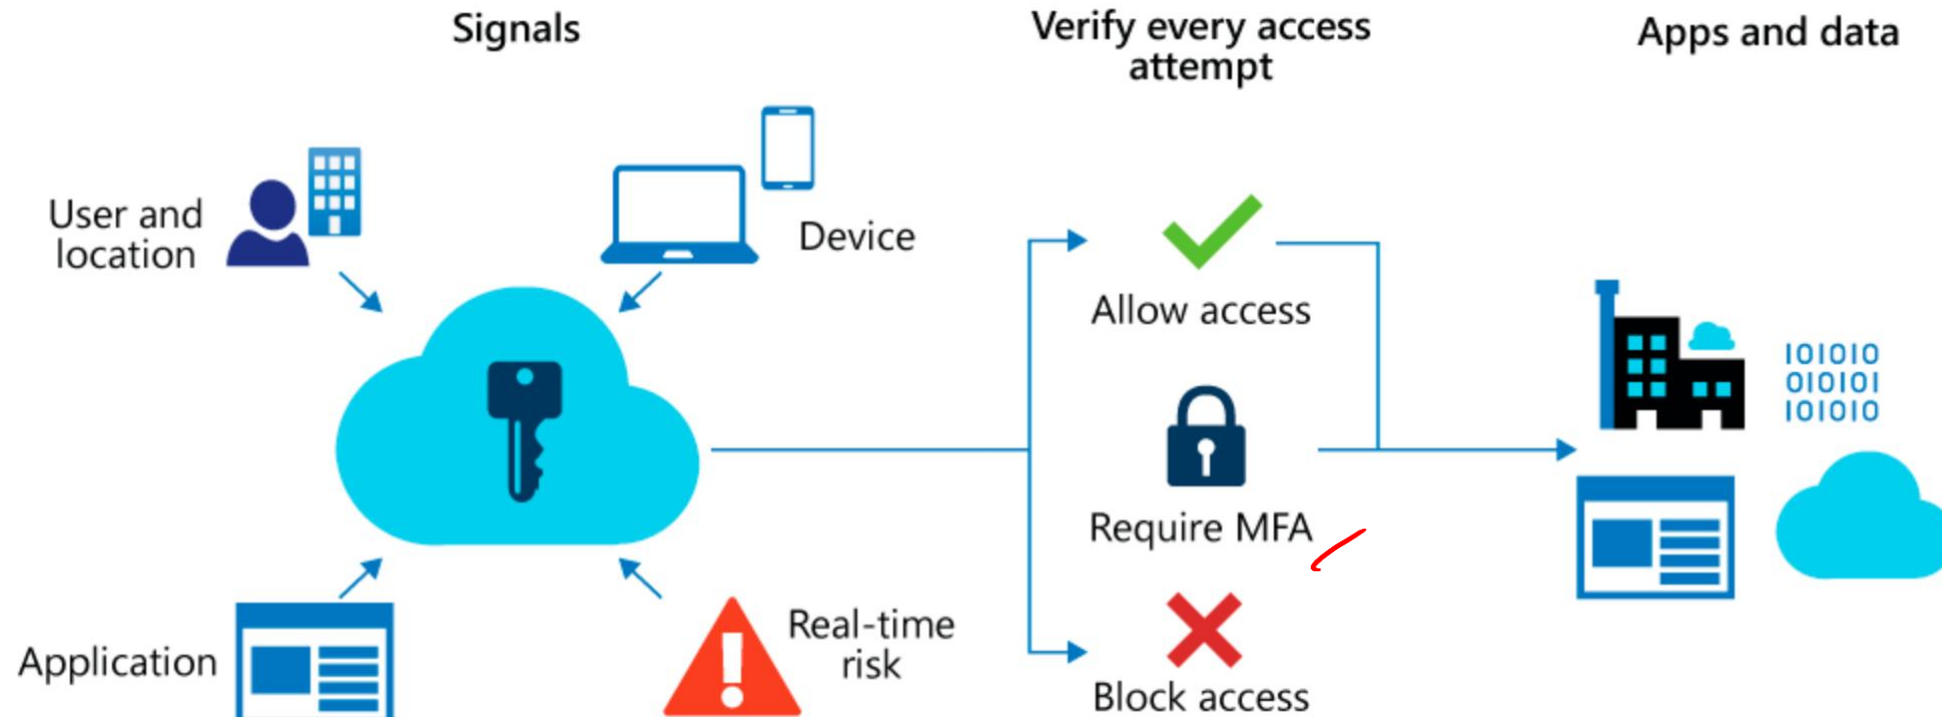 Signals
Verify every access
attempt
Apps and data
User and
location
Device
Allow access
101010
010101
101010
Require MFA
Application
Real-time
risk
Block access